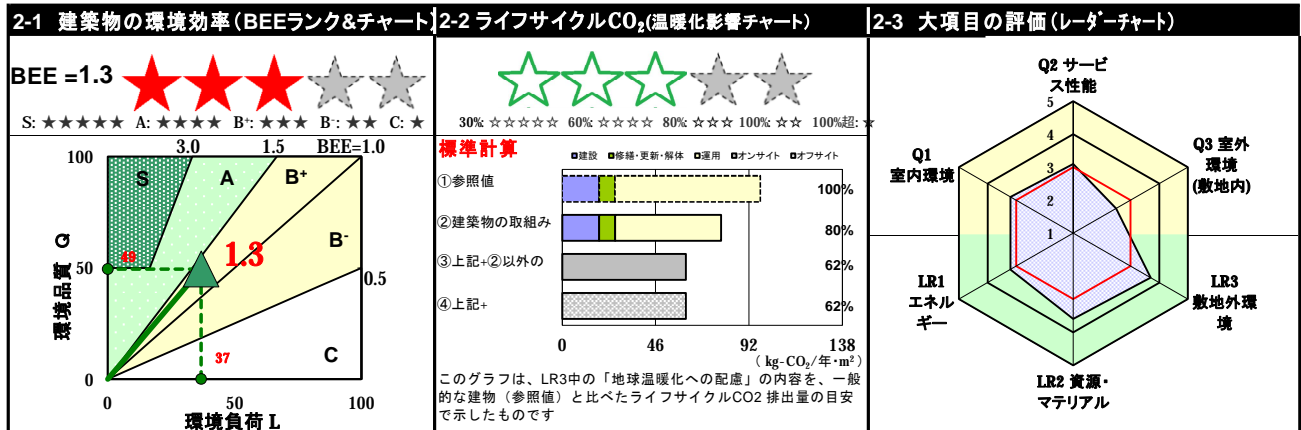 2-1 建築物の環境効率(BEEランク&チャート)
BEE =1.3
S: ★★★★★ A: ★★★★ B⁺: ★★★ B⁻: ★★ C: ★
3.0 1.5 BEE=1.0
100
S A B⁺
B⁻
環境品質 Q
49
50
1.3
0.5
37
C
0
0 50 100
環境負荷 L
2-2 ライフサイクルCO₂(温暖化影響チャート)
30%: ☆☆☆☆☆ 60%: ☆☆☆☆ 80%: ☆☆☆ 100%: ☆☆ 100%超: ★
標準計算
■建設 ■修繕・更新・解体 □運用 ■オンサイト ■オフサイト
①参照値 100%
②建築物の取組み 80%
③上記+②以外の 62%
④上記+ 62%
0 46 92 138
( kg-CO₂/年・m²)
このグラフは、LR3中の「地球温暖化への配慮」の内容を、一般
的な建物(参照値)と比べたライフサイクルCO2 排出量の目安
で示したものです
2-3 大項目の評価(レーダーチャート)
Q2 サービ
ス性能
5
4
3
2
1
Q1
室内環境
Q3 室外
環境
(敷地内)
LR1
エネル
ギー
LR3
敷地外環
境
LR2 資源・
マテリアル